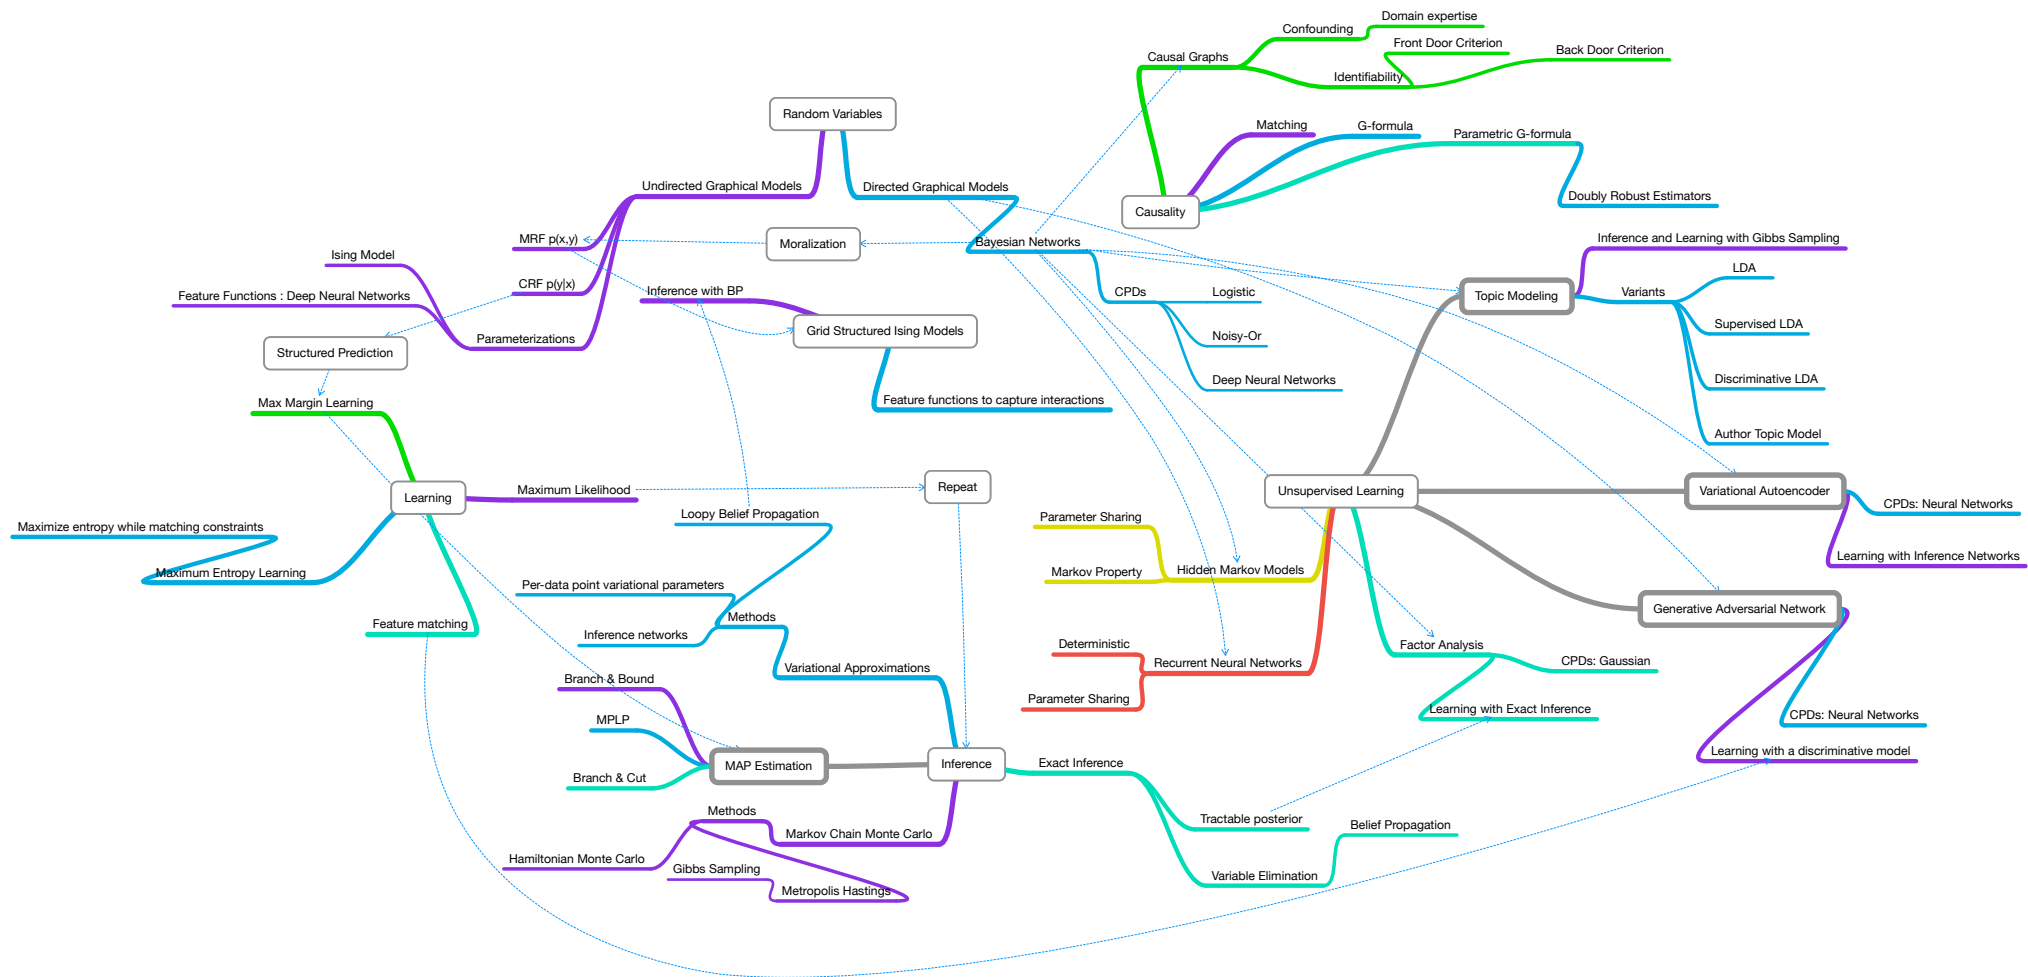 Domain expertise
Confounding
Front Door Criterion
Back Door Criterion
Causal Graphs
Identifiability
Random Variables
Matching
G-formula
Parametric G-formula
Undirected Graphical Models
Directed Graphical Models
Doubly Robust Estimators
Causality
MRF p(x,y)
Moralization
Bayesian Networks
Inference and Learning with Gibbs Sampling
Ising Model
LDA
CRF p(y|x)
Inference with BP
CPDs
Logistic
Topic Modeling
Variants
Feature Functions : Deep Neural Networks
Grid Structured Ising Models
Supervised LDA
Parameterizations
Noisy-Or
Structured Prediction
Deep Neural Networks
Discriminative LDA
Max Margin Learning
Feature functions to capture interactions
Author Topic Model
Learning
Maximum Likelihood
Repeat
Unsupervised Learning
Variational Autoencoder
CPDs: Neural Networks
Loopy Belief Propagation
Parameter Sharing
Maximize entropy while matching constraints
Learning with Inference Networks
Maximum Entropy Learning
Markov Property
Hidden Markov Models
Per-data point variational parameters
Generative Adversarial Network
Feature matching
Methods
Inference networks
Deterministic
Factor Analysis
Variational Approximations
Recurrent Neural Networks
CPDs: Gaussian
Branch & Bound
Parameter Sharing
Learning with Exact Inference
MPLP
CPDs: Neural Networks
Learning with a discriminative model
MAP Estimation
Inference
Exact Inference
Branch & Cut
Methods
Tractable posterior
Markov Chain Monte Carlo
Belief Propagation
Hamiltonian Monte Carlo
Gibbs Sampling
Variable Elimination
Metropolis Hastings